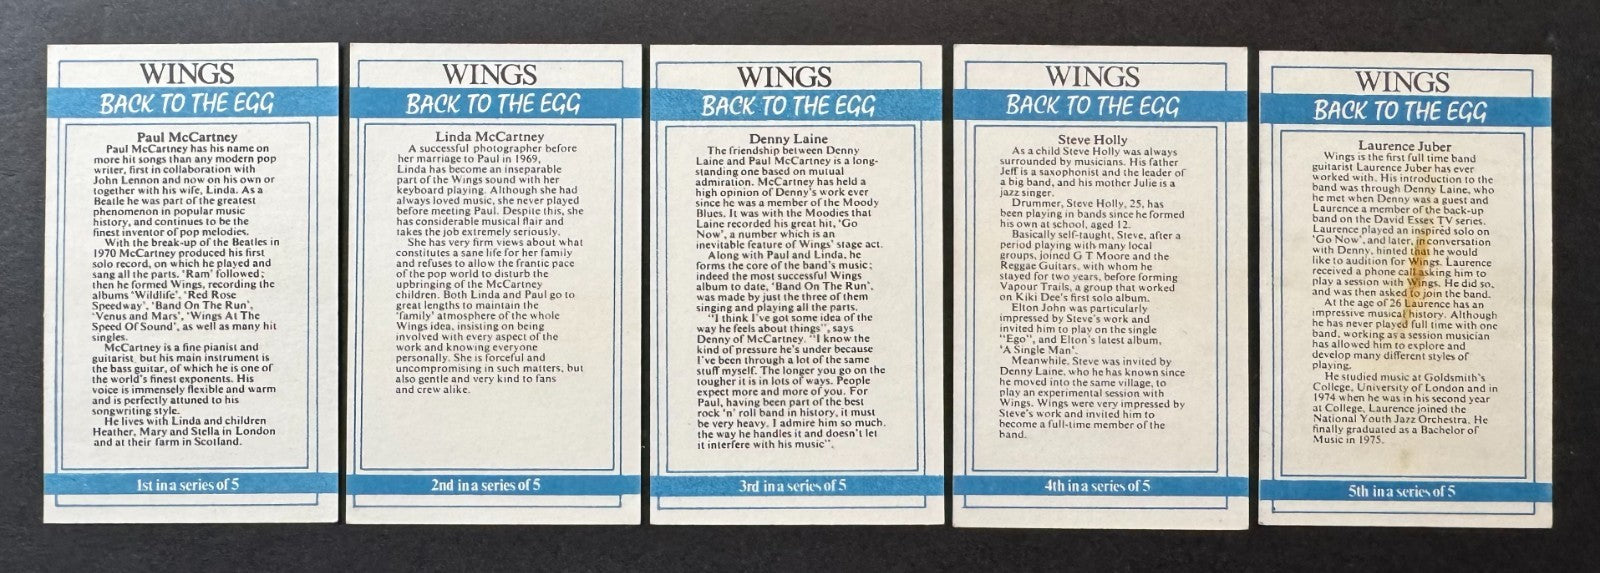 WINGS
BACK TO THE EGG
Paul McCartney
Paul McCartney has his name on
more hit songs than any modern pop
writer, first in collaboration with
John Lennon and now on his own or
together with his wife, Linda. As a
Beatle he was part of the greatest
phenomenon in popular music
history, and continues to be the
finest inventor of pop melodies.
With the break-up of the Beatles in
1970 McCartney produced his first
solo record, on which he played and
sang all the parts. 'Ram' followed;
then he formed Wings, recording the
albums 'Wildlife', 'Red Rose
Speedway', 'Band On The Run',
'Venus and Mars', 'Wings At The
Speed Of Sound', as well as many hit
singles.
McCartney is a fine pianist and
guitarist, but his main instrument is
the bass guitar, of which he is one of
the world's finest exponents. His
voice is immensely flexible and warm
and is perfectly attuned to his
songwriting style.
He lives with Linda and children
Heather, Mary and Stella in London
and at their farm in Scotland.
1st in a series of 5
WINGS
BACK TO THE EGG
Linda McCartney
A successful photographer before
her marriage to Paul in 1969,
Linda has become an inseparable
part of the Wings sound with her
keyboard playing. Although she had
always loved music, she never played
before meeting Paul. Despite this, she
has considerable musical flair and
takes the job extremely seriously.
She has very firm views about what
constitutes a sane life for her family
and refuses to allow the frantic pace
of the pop world to disturb the
upbringing of the McCartney
children. Both Linda and Paul go to
great lengths to maintain the
'family' atmosphere of the whole
Wings idea, insisting on being
involved with every aspect of the
work and knowing everyone
personally. She is forceful and
uncompromising in such matters, but
also gentle and very kind to fans
and crew alike.
2nd in a series of 5
WINGS
BACK TO THE EGG
Denny Laine
The friendship between Denny
Laine and Paul McCartney is a long-
standing one based on mutual
admiration. McCartney has held a
high opinion of Denny's work ever
since he was a member of the Moody
Blues. It was with the Moodies that
Laine recorded his great hit, 'Go
Now', a number which is an
inevitable feature of Wings' stage act.
Along with Paul and Linda, he
forms the core of the band's music;
indeed the most successful Wings
album to date, 'Band On The Run',
was made by just the three of them
singing and playing all the parts.
"I think I've got some idea of the
way he feels about things", says
Denny of McCartney. "I know the
kind of pressure he's under because
I've been through a lot of the same
stuff myself. The longer you go on the
tougher it is in lots of ways. People
expect more and more of you. For
Paul, having been part of the best
rock 'n' roll band in history, it must
be very heavy. I admire him so much,
the way he handles it and doesn't let
it interfere with his music".
3rd in a series of 5
WINGS
BACK TO THE EGG
Steve Holly
As a child Steve Holly was always
surrounded by musicians. His father
Jeff is a saxophonist and the leader of
a big band, and his mother Julie is a
jazz singer.
Drummer, Steve Holly, 25, has
been playing in bands since he formed
his own at school, aged 12.
Basically self-taught, Steve, after a
period playing with many local
groups, joined G T Moore and the
Reggae Guitars, with whom he
stayed for two years, before forming
Vapour Trails, a group that worked
on Kiki Dee's first solo album.
Elton John was particularly
impressed by Steve's work and
invited him to play on the single
"Ego", and Elton's latest album,
'A Single Man'.
Meanwhile, Steve was invited by
Denny Laine, who he has known since
he moved into the same village, to
play an experimental session with
Wings. Wings were very impressed by
Steve's work and invited him to
become a full-time member of the
band.
4th in a series of 5
WINGS
BACK TO THE EGG
Laurence Juber
Wings is the first full time band
guitarist Laurence Juber has ever
worked with. His introduction to the
band was through Denny Laine, who
he met when Denny was a guest and
Laurence a member of the back-up
band on the David Essex TV series.
Laurence played an inspired solo on
'Go Now', and later, in conversation
with Denny, hinted that he would
like to audition for Wings. Laurence
received a phone call asking him to
play a session with Wings. He did so,
and was then asked to join the band.
At the age of 26 Laurence has an
impressive musical history. Although
he has never played full time with one
band, working as a session musician
has allowed him to explore and
develop many different styles of
playing.
He studied music at Goldsmith's
College, University of London and in
1974 when he was in his second year
at College, Laurence joined the
National Youth Jazz Orchestra. He
finally graduated as a Bachelor of
Music in 1975.
5th in a series of 5